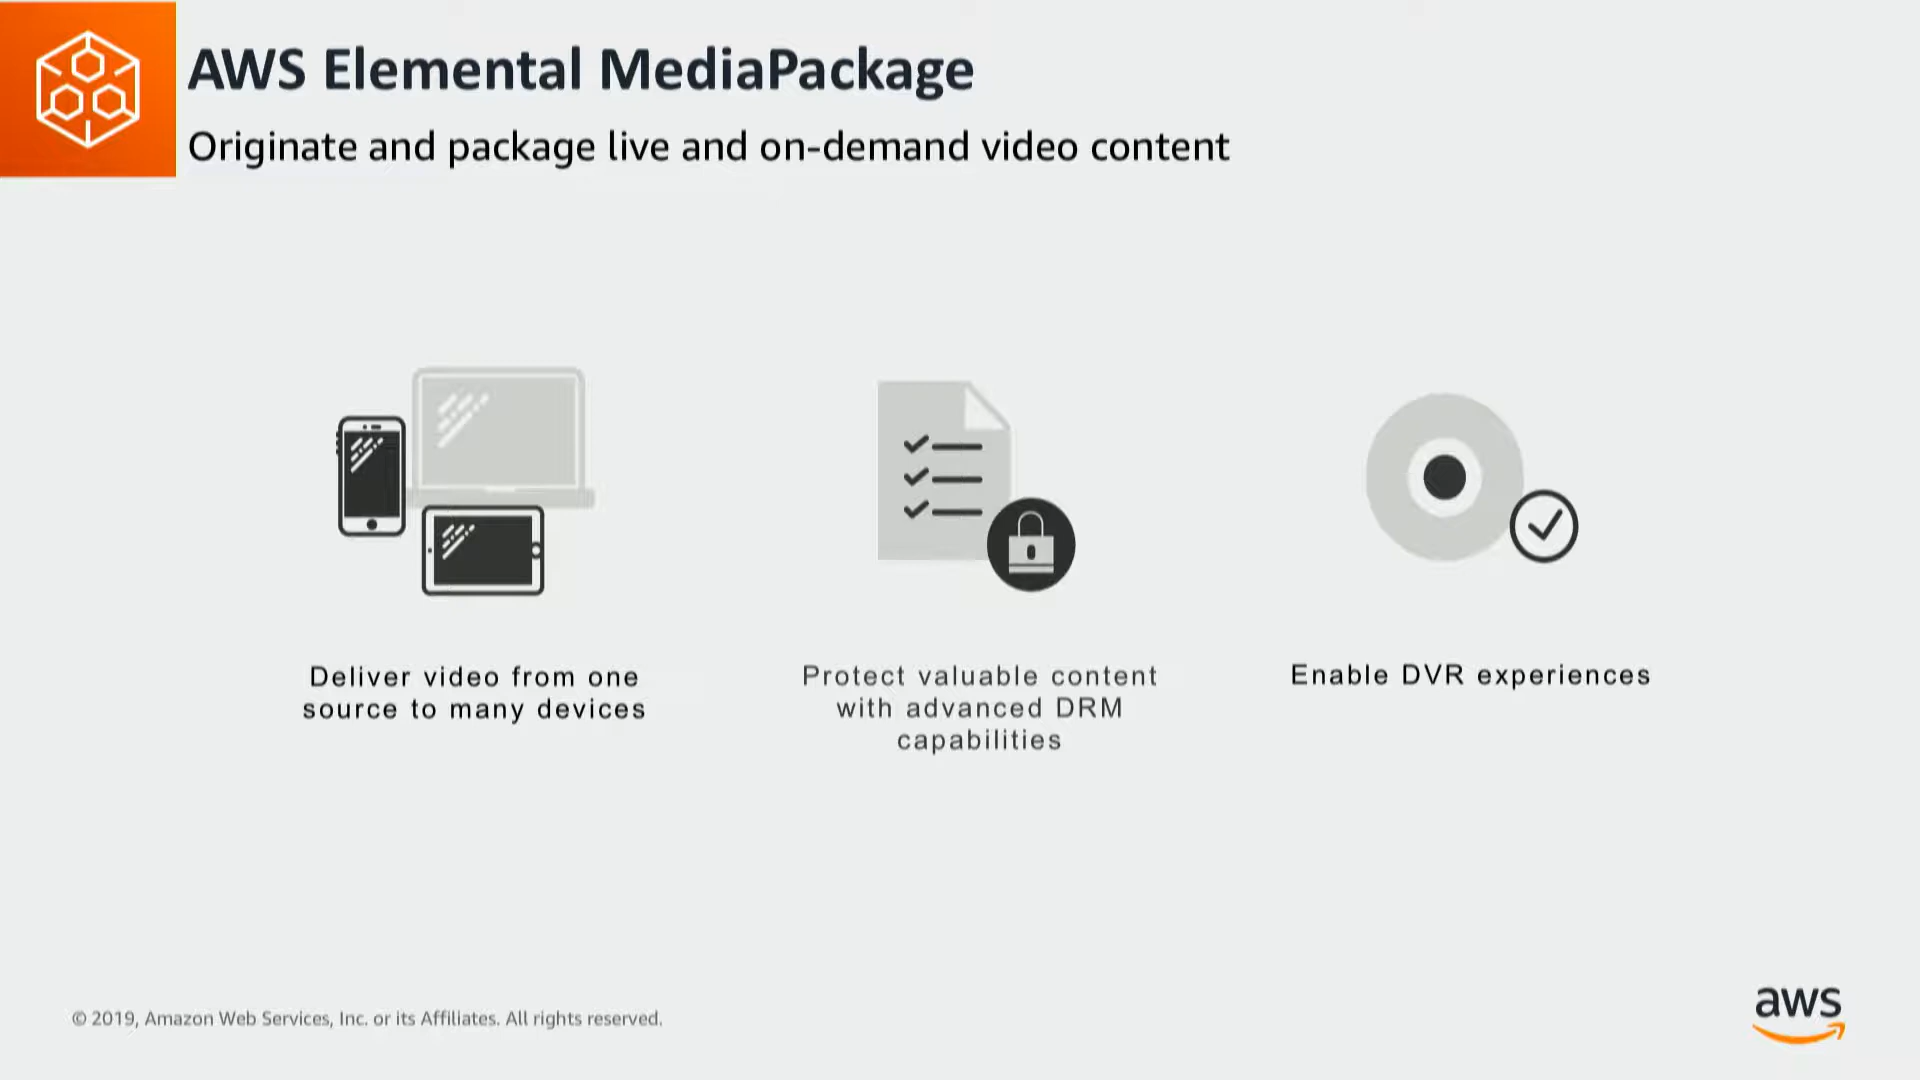 AWS Elemental MediaPackage
Originate and package live and on-demand video content
Deliver video from one
source to many devices
Protect valuable content
with advanced DRM
capabilities
Enable DVR experiences
© 2019, Amazon Web Services, Inc. or its Affiliates. All rights reserved.
aws